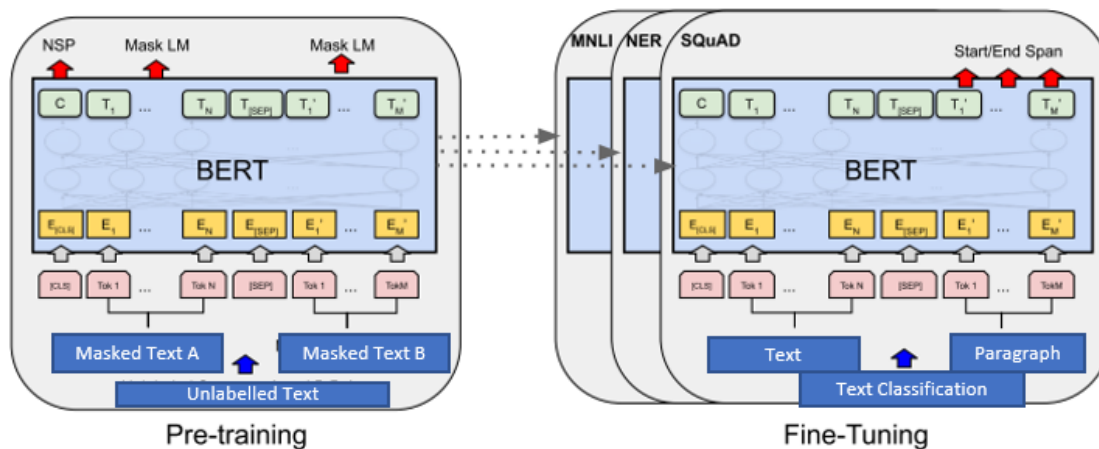 NSP Mask LM Mask LM
C T1 ... TN T[SEP] T1' ... TM'
BERT
E[CLS] E1 ... EN E[SEP] E1' ... EM'
[CLS] Tok 1 ... Tok N [SEP] Tok 1 ... TokM
Masked Text A Masked Text B
Unlabelled Text
Pre-training
MNLI NER SQuAD
Start/End Span
C T1 ... TN T[SEP] T1' ... TM'
BERT
E[CLS] E1 ... EN E[SEP] E1' ... EM'
[CLS] Tok 1 ... Tok N [SEP] Tok 1 ... TokM
Text Paragraph
Text Classification
Fine-Tuning